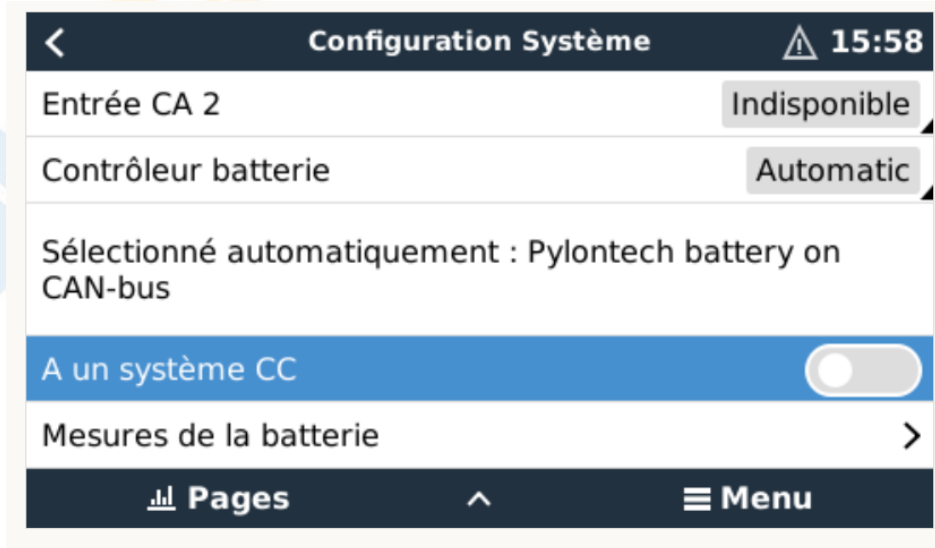 Configuration Système
15:58
Entrée CA 2
Indisponible
Contrôleur batterie
Automatic
Sélectionné automatiquement : Pylontech battery on
CAN-bus
A un système CC
Mesures de la batterie
Pages
Menu